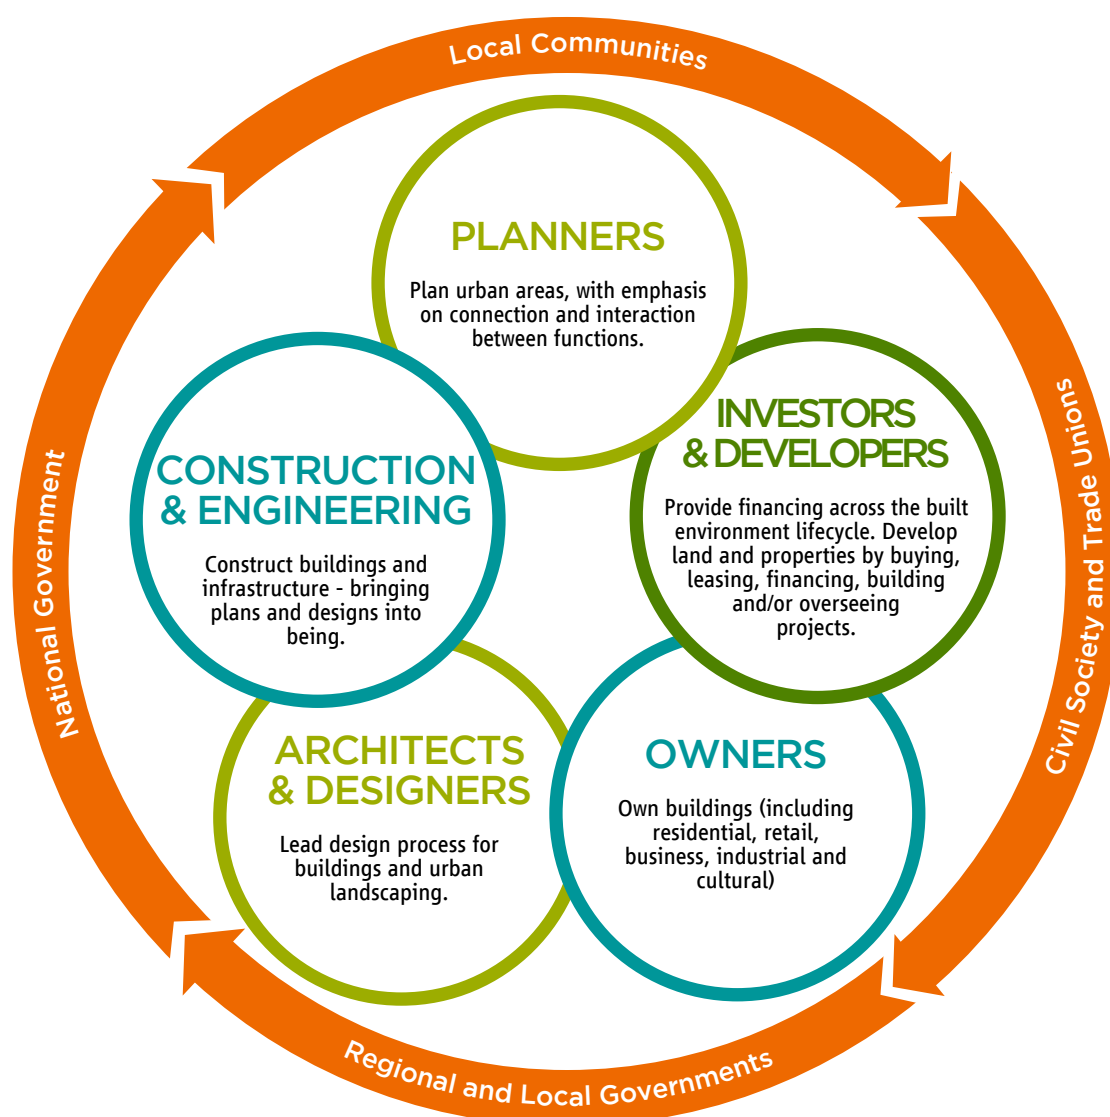 Local Communities
PLANNERS
Plan urban areas, with emphasis
on connection and interaction
between functions.
INVESTORS
& DEVELOPERS
Provide financing across the built
environment lifecycle. Develop
land and properties by buying,
leasing, financing, building
and/or overseeing
projects.
CONSTRUCTION
& ENGINEERING
Construct buildings and
infrastructure - bringing
plans and designs into
being.
ARCHITECTS
& DESIGNERS
Lead design process for
buildings and urban
landscaping.
OWNERS
Own buildings (including
residential, retail,
business, industrial and
cultural)
Civil Society and Trade Unions
Regional and Local Governments
National Government